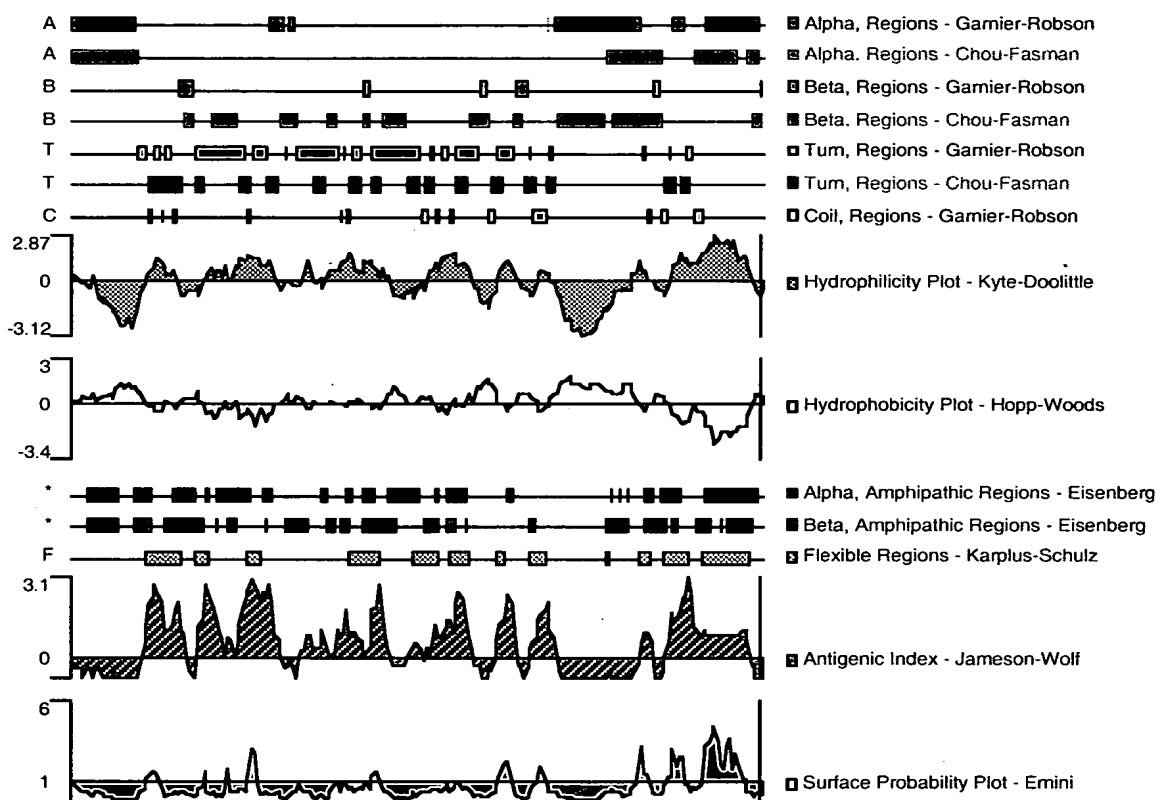 A Alpha, Regions - Garnier-Robson
A Alpha. Regions - Chou-Fasman
B Beta, Regions - Garnier-Robson
B Beta. Regions - Chou-Fasman
T Turn, Regions - Garnier-Robson
T Turn, Regions - Chou-Fasman
C Coil, Regions - Garnier-Robson
2.87
0 Hydrophilicity Plot - Kyte-Doolittle
-3.12
3
0 Hydrophobicity Plot - Hopp-Woods
-3.4
* Alpha, Amphipathic Regions - Eisenberg
* Beta, Amphipathic Regions - Eisenberg
F Flexible Regions - Karplus-Schulz
3.1
0 Antigenic Index - Jameson-Wolf
6
1 Surface Probability Plot - Emini